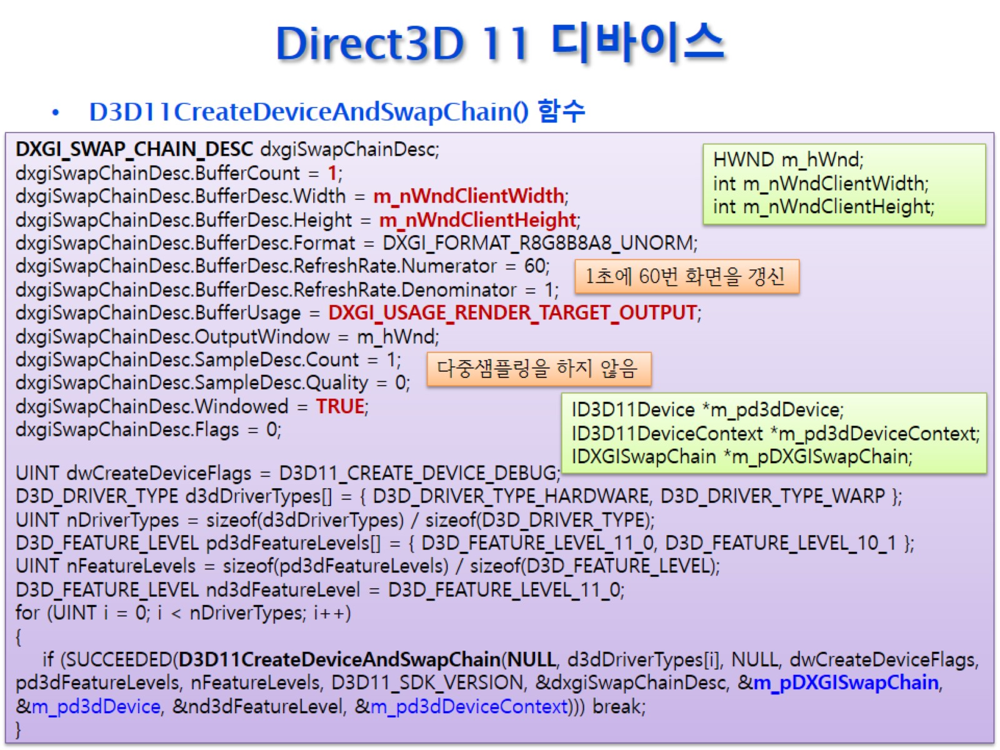 Direct3D 11 디바이스
• D3D11CreateDeviceAndSwapChain() 함수
DXGI_SWAP_CHAIN_DESC dxgiSwapChainDesc;
dxgiSwapChainDesc.BufferCount = 1;
dxgiSwapChainDesc.BufferDesc.Width = m_nWndClientWidth;
dxgiSwapChainDesc.BufferDesc.Height = m_nWndClientHeight;
HWND m_hWnd;
int m_nWndClientWidth;
int m_nWndClientHeight;
dxgiSwapChainDesc.BufferDesc.Format = DXGI_FORMAT_R8G8B8A8_UNORM;
dxgiSwapChainDesc.BufferDesc.RefreshRate.Numerator = 60;
dxgiSwapChainDesc.BufferDesc.RefreshRate.Denominator = 1;
1초에 60번 화면을 갱신
dxgiSwapChainDesc.BufferUsage = DXGI_USAGE_RENDER_TARGET_OUTPUT;
dxgiSwapChainDesc.OutputWindow = m_hWnd;
dxgiSwapChainDesc.SampleDesc.Count = 1;
dxgiSwapChainDesc.SampleDesc.Quality = 0;
다중샘플링을 하지 않음
dxgiSwapChainDesc.Windowed = TRUE;
dxgiSwapChainDesc.Flags = 0;
ID3D11Device *m_pd3dDevice;
ID3D11DeviceContext *m_pd3dDeviceContext;
IDXGISwapChain *m_pDXGISwapChain;
UINT dwCreateDeviceFlags = D3D11_CREATE_DEVICE_DEBUG;
D3D_DRIVER_TYPE d3dDriverTypes[] = { D3D_DRIVER_TYPE_HARDWARE, D3D_DRIVER_TYPE_WARP };
UINT nDriverTypes = sizeof(d3dDriverTypes) / sizeof(D3D_DRIVER_TYPE);
D3D_FEATURE_LEVEL pd3dFeatureLevels[] = { D3D_FEATURE_LEVEL_11_0, D3D_FEATURE_LEVEL_10_1 };
UINT nFeatureLevels = sizeof(pd3dFeatureLevels) / sizeof(D3D_FEATURE_LEVEL);
D3D_FEATURE_LEVEL nd3dFeatureLevel = D3D_FEATURE_LEVEL_11_0;
for (UINT i = 0; i < nDriverTypes; i++)
{
if (SUCCEEDED(D3D11CreateDeviceAndSwapChain(NULL, d3dDriverTypes[i], NULL, dwCreateDeviceFlags,
pd3dFeatureLevels, nFeatureLevels, D3D11_SDK_VERSION, &dxgiSwapChainDesc, &m_pDXGISwapChain,
&m_pd3dDevice, &nd3dFeatureLevel, &m_pd3dDeviceContext))) break;
}